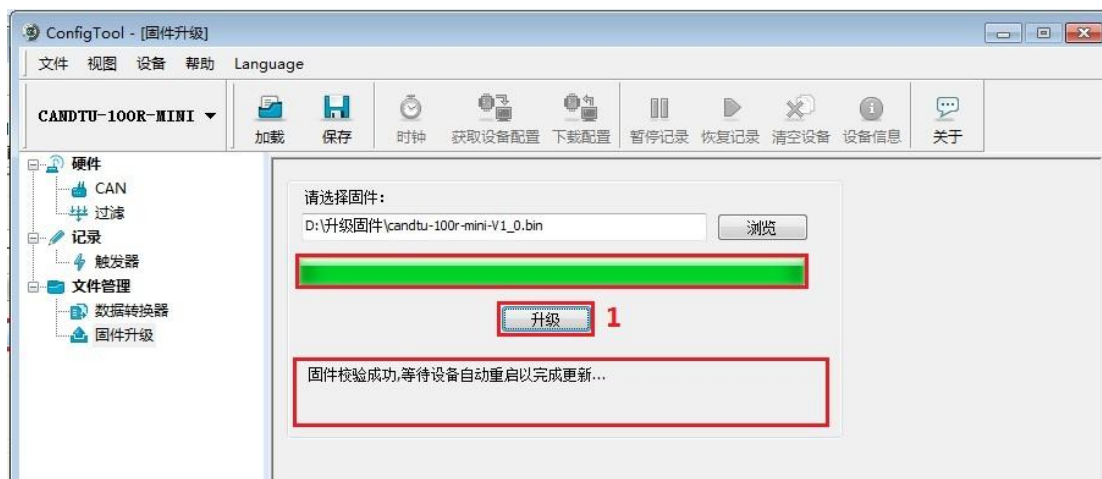 ConfigTool - [固件升级]
文件 视图 设备 帮助 Language
CANDTU-100R-MINI
加载 保存 时钟 获取设备配置 下载配置 暂停记录 恢复记录 清空设备 设备信息 关于
硬件
CAN
过滤
记录
触发器
文件管理
数据转换器
固件升级
请选择固件:
D:\升级固件\candtu-100r-mini-V1_0.bin 浏览
升级 1
固件校验成功,等待设备自动重启以完成更新...